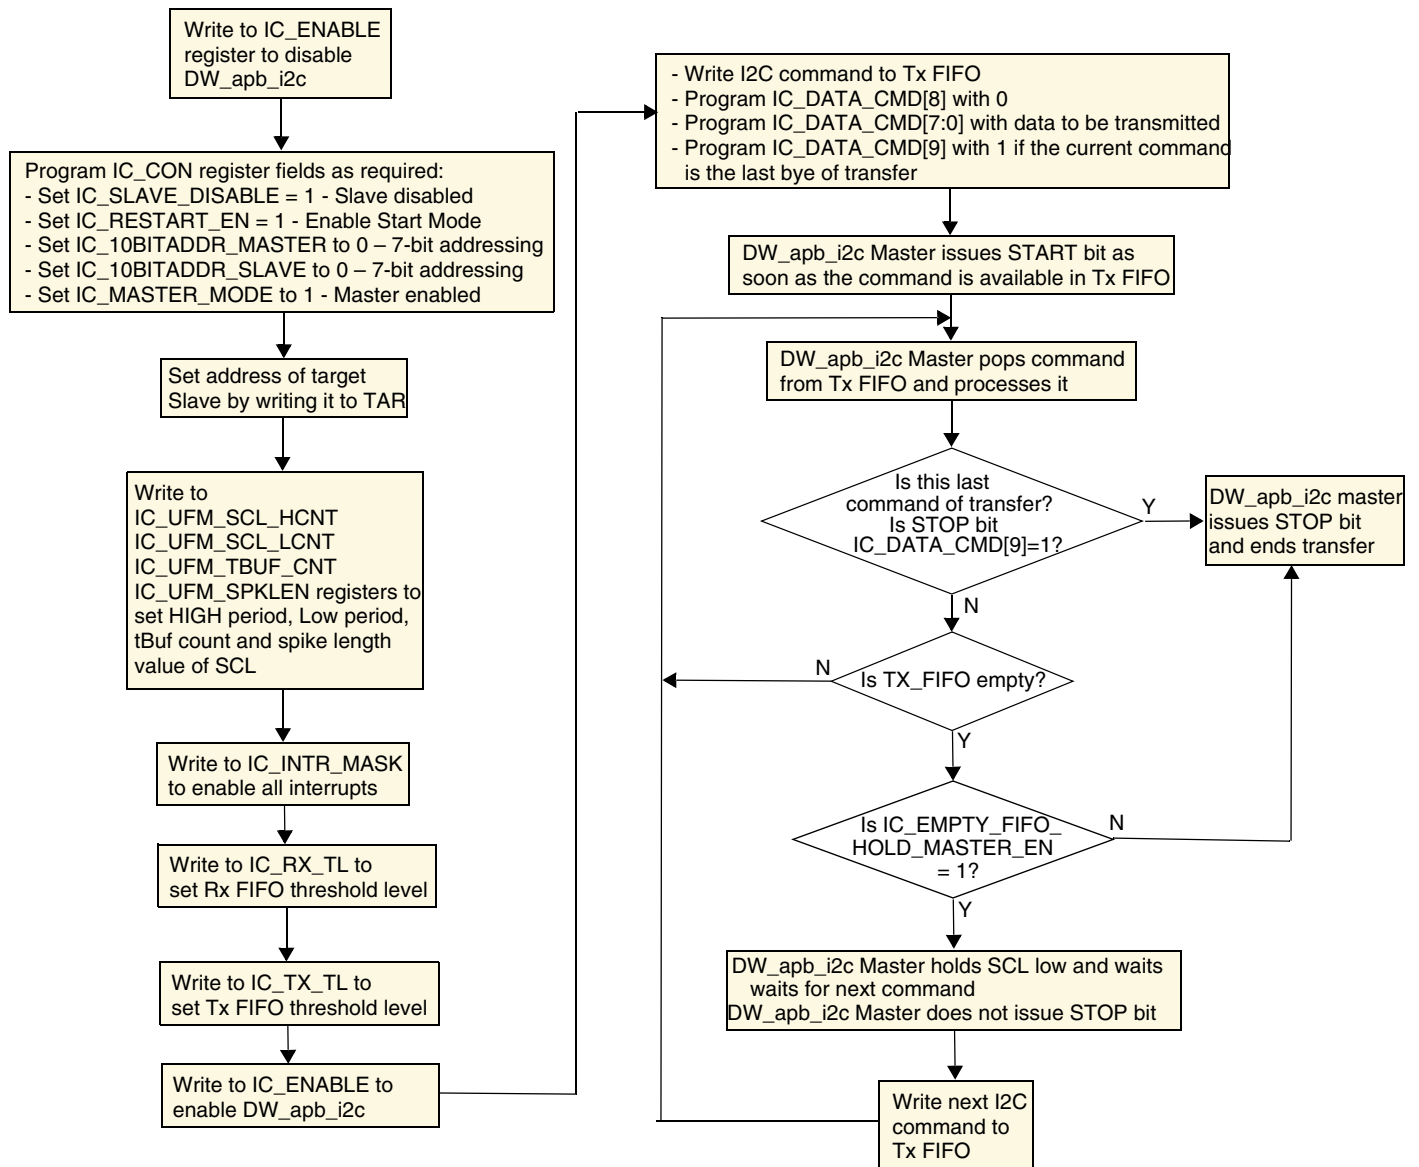 Write to IC_ENABLE
register to disable
DW_apb_i2c
Program IC_CON register fields as required:
- Set IC_SLAVE_DISABLE = 1 - Slave disabled
- Set IC_RESTART_EN = 1 - Enable Start Mode
- Set IC_10BITADDR_MASTER to 0 – 7-bit addressing
- Set IC_10BITADDR_SLAVE to 0 – 7-bit addressing
- Set IC_MASTER_MODE to 1 - Master enabled
Set address of target
Slave by writing it to TAR
Write to
IC_UFM_SCL_HCNT
IC_UFM_SCL_LCNT
IC_UFM_TBUF_CNT
IC_UFM_SPKLEN registers to
set HIGH period, Low period,
tBuf count and spike length
value of SCL
Write to IC_INTR_MASK
to enable all interrupts
Write to IC_RX_TL to
set Rx FIFO threshold level
Write to IC_TX_TL to
set Tx FIFO threshold level
Write to IC_ENABLE to
enable DW_apb_i2c
- Write I2C command to Tx FIFO
- Program IC_DATA_CMD[8] with 0
- Program IC_DATA_CMD[7:0] with data to be transmitted
- Program IC_DATA_CMD[9] with 1 if the current command
is the last bye of transfer
DW_apb_i2c Master issues START bit as
soon as the command is available in Tx FIFO
DW_apb_i2c Master pops command
from Tx FIFO and processes it
Is this last
command of transfer?
Is STOP bit
IC_DATA_CMD[9]=1?
Y
DW_apb_i2c master
issues STOP bit
and ends transfer
N
Is TX_FIFO empty?
N
Y
Is IC_EMPTY_FIFO_
HOLD_MASTER_EN
= 1?
N
Y
DW_apb_i2c Master holds SCL low and waits
waits for next command
DW_apb_i2c Master does not issue STOP bit
Write next I2C
command to
Tx FIFO